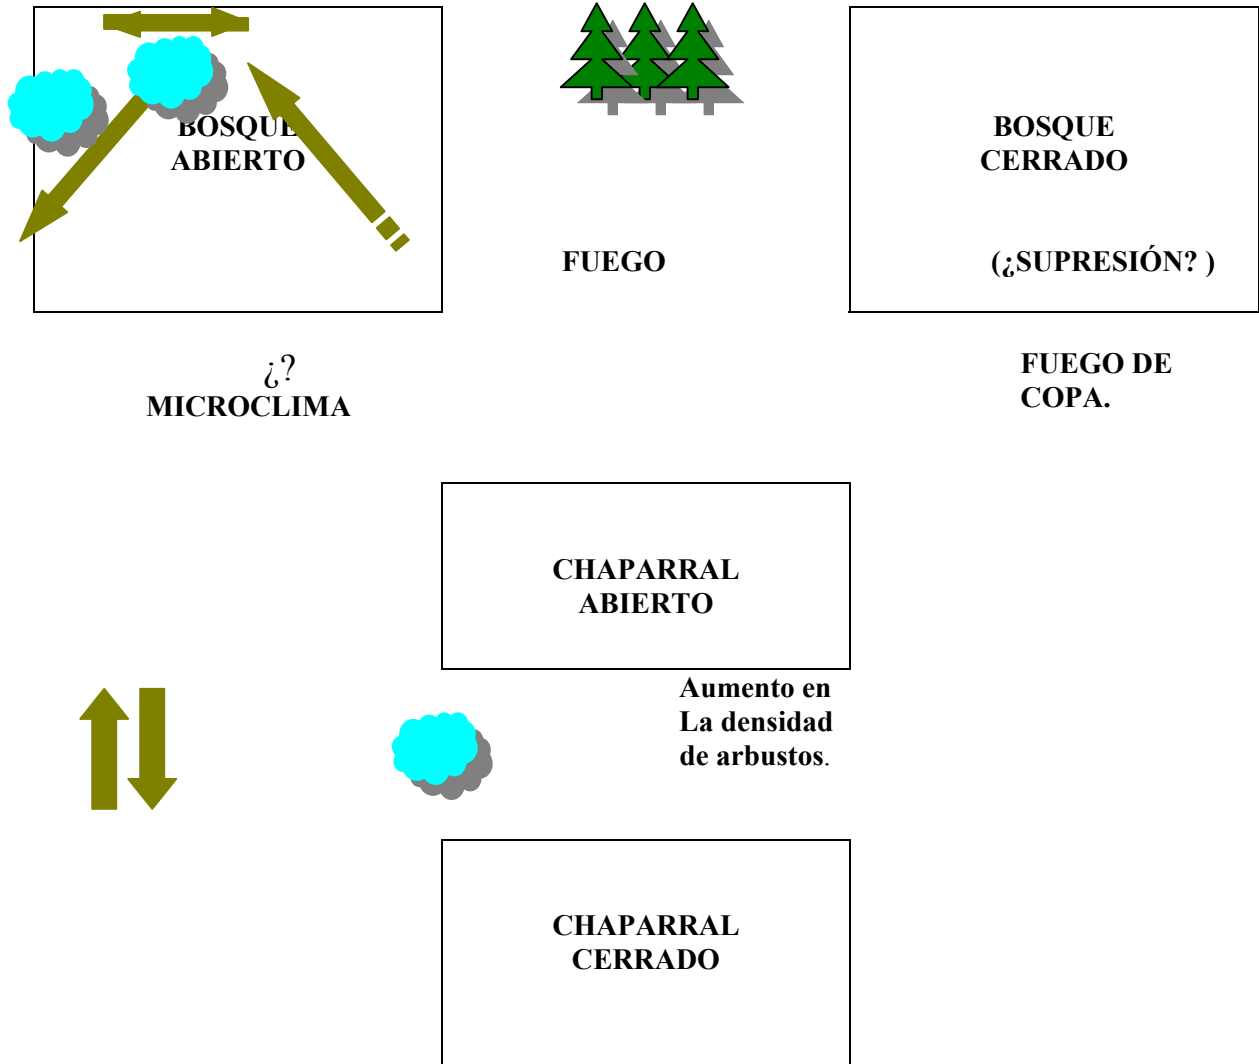 BOSQUE
ABIERTO
BOSQUE
CERRADO
FUEGO
(¿SUPRESIÓN? )
¿?
MICROCLIMA
FUEGO DE
COPA.
CHAPARRAL
ABIERTO
Aumento en
La densidad
de arbustos.
CHAPARRAL
CERRADO